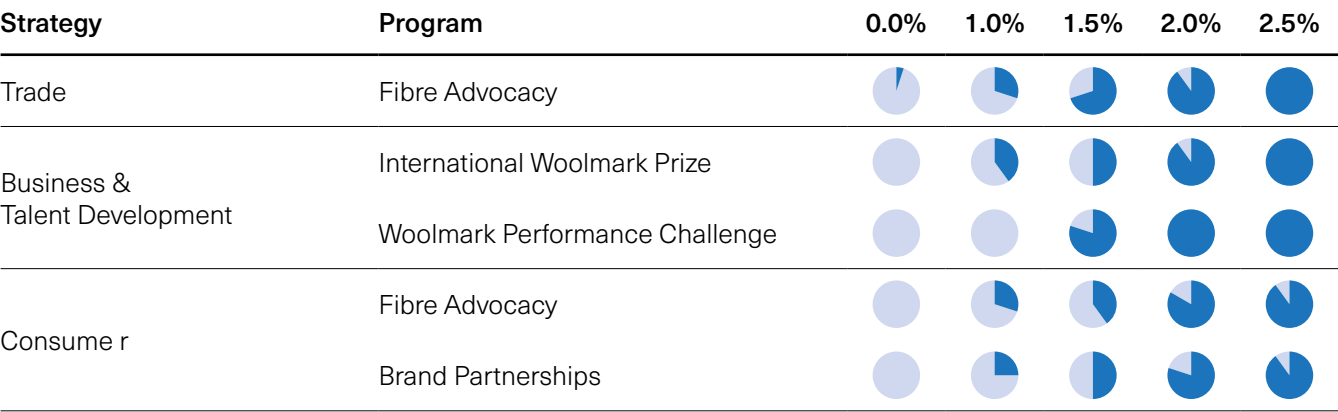 Strategy Program 0.0% 1.0% 1.5% 2.0% 2.5%
Trade Fibre Advocacy
Business &
Talent Development
International Woolmark Prize
Woolmark Performance Challenge
Consume r
Fibre Advocacy
Brand Partnerships